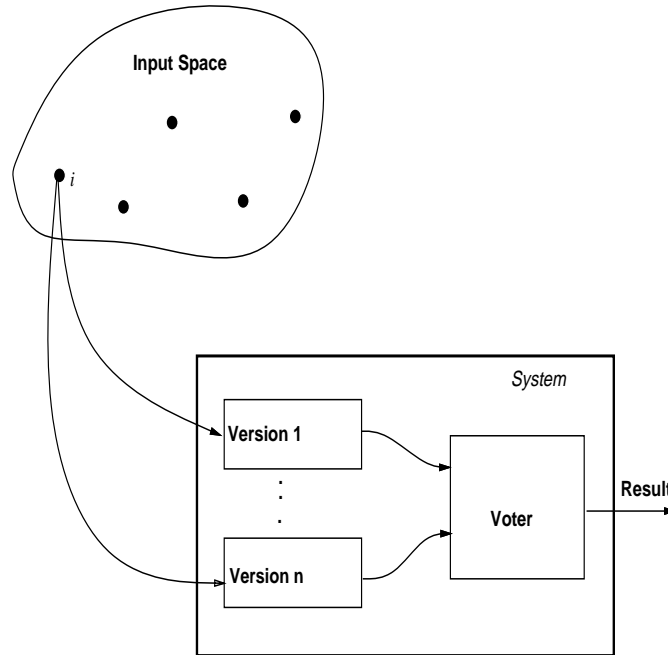 Input Space
i
System
Version 1
Result
Voter
Version n